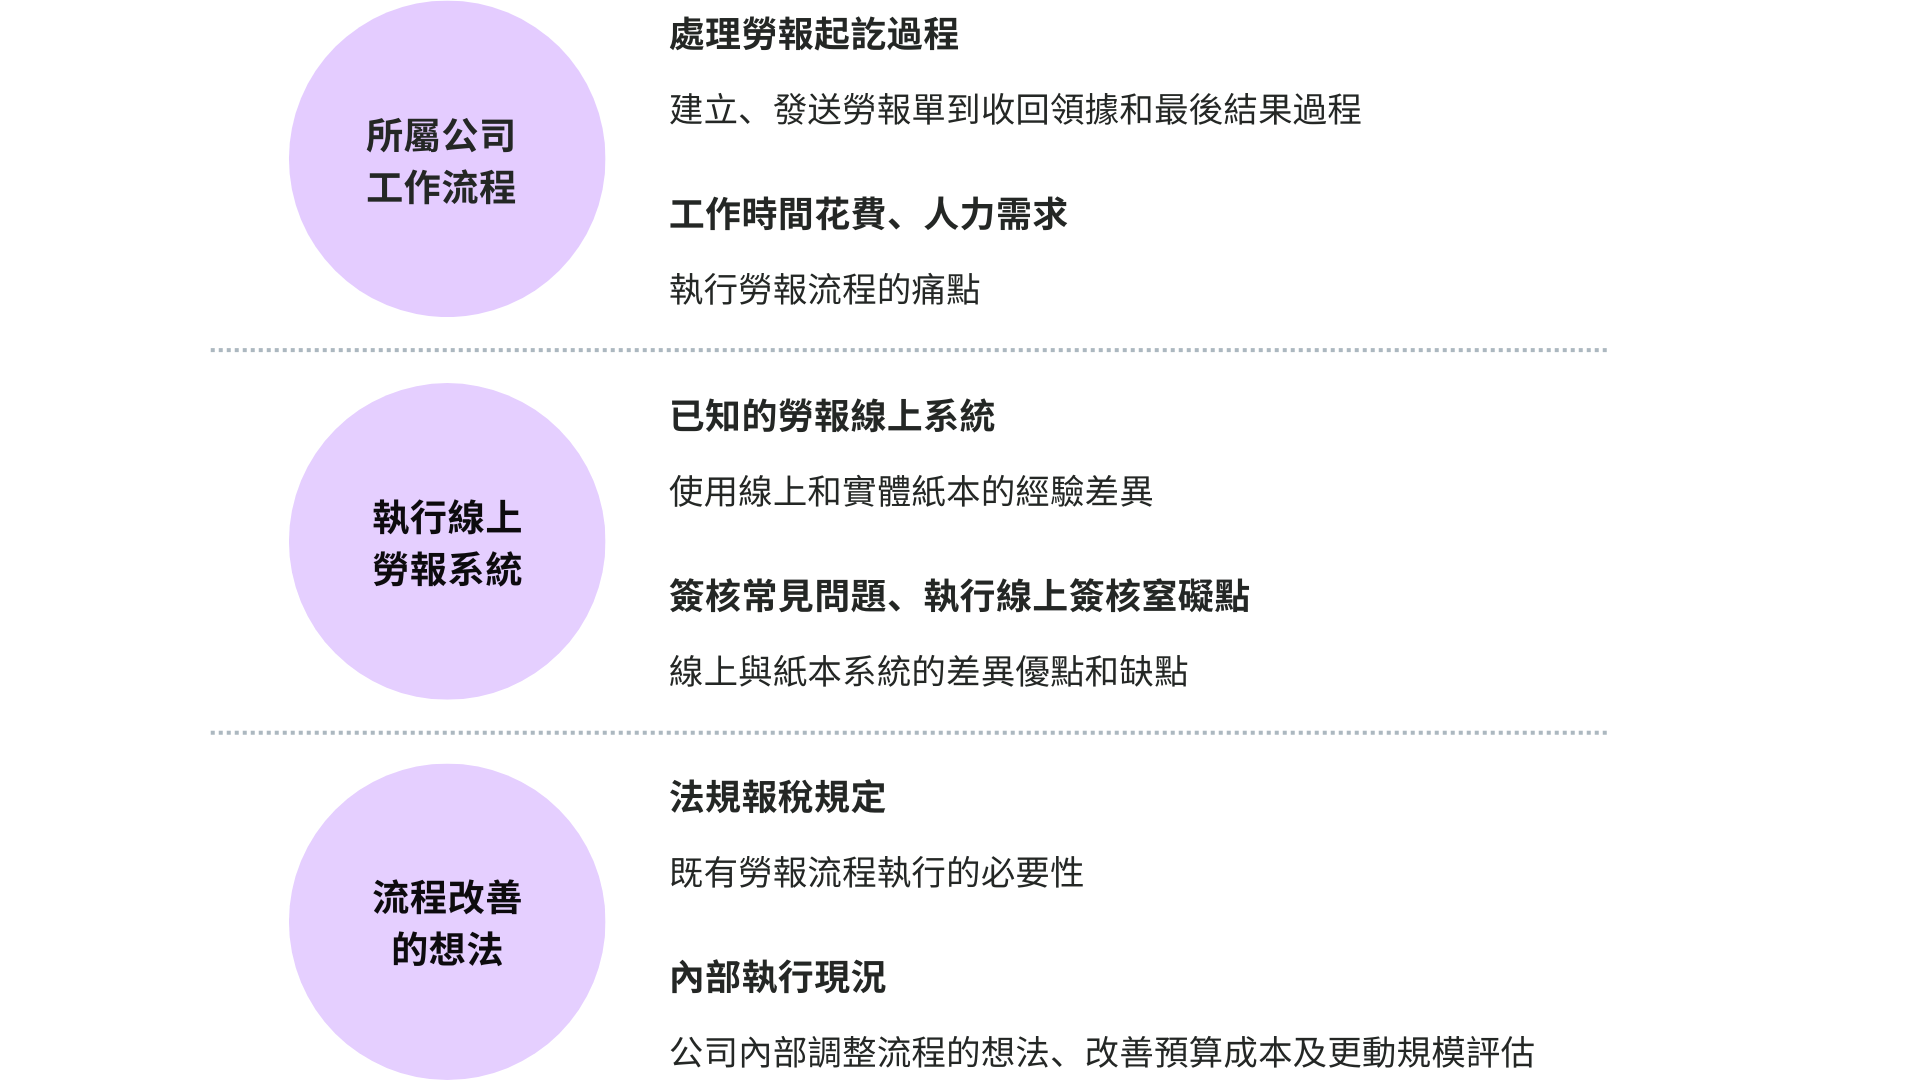 所屬公司
工作流程
處理勞報起訖過程
建立、發送勞報單到收回領據和最後結果過程
工作時間花費、人力需求
執行勞報流程的痛點
執行線上
勞報系統
已知的勞報線上系統
使用線上和實體紙本的經驗差異
簽核常見問題、執行線上簽核窒礙點
線上與紙本系統的差異優點和缺點
流程改善
的想法
法規報稅規定
既有勞報流程執行的必要性
內部執行現況
公司內部調整流程的想法、改善預算成本及更動規模評估